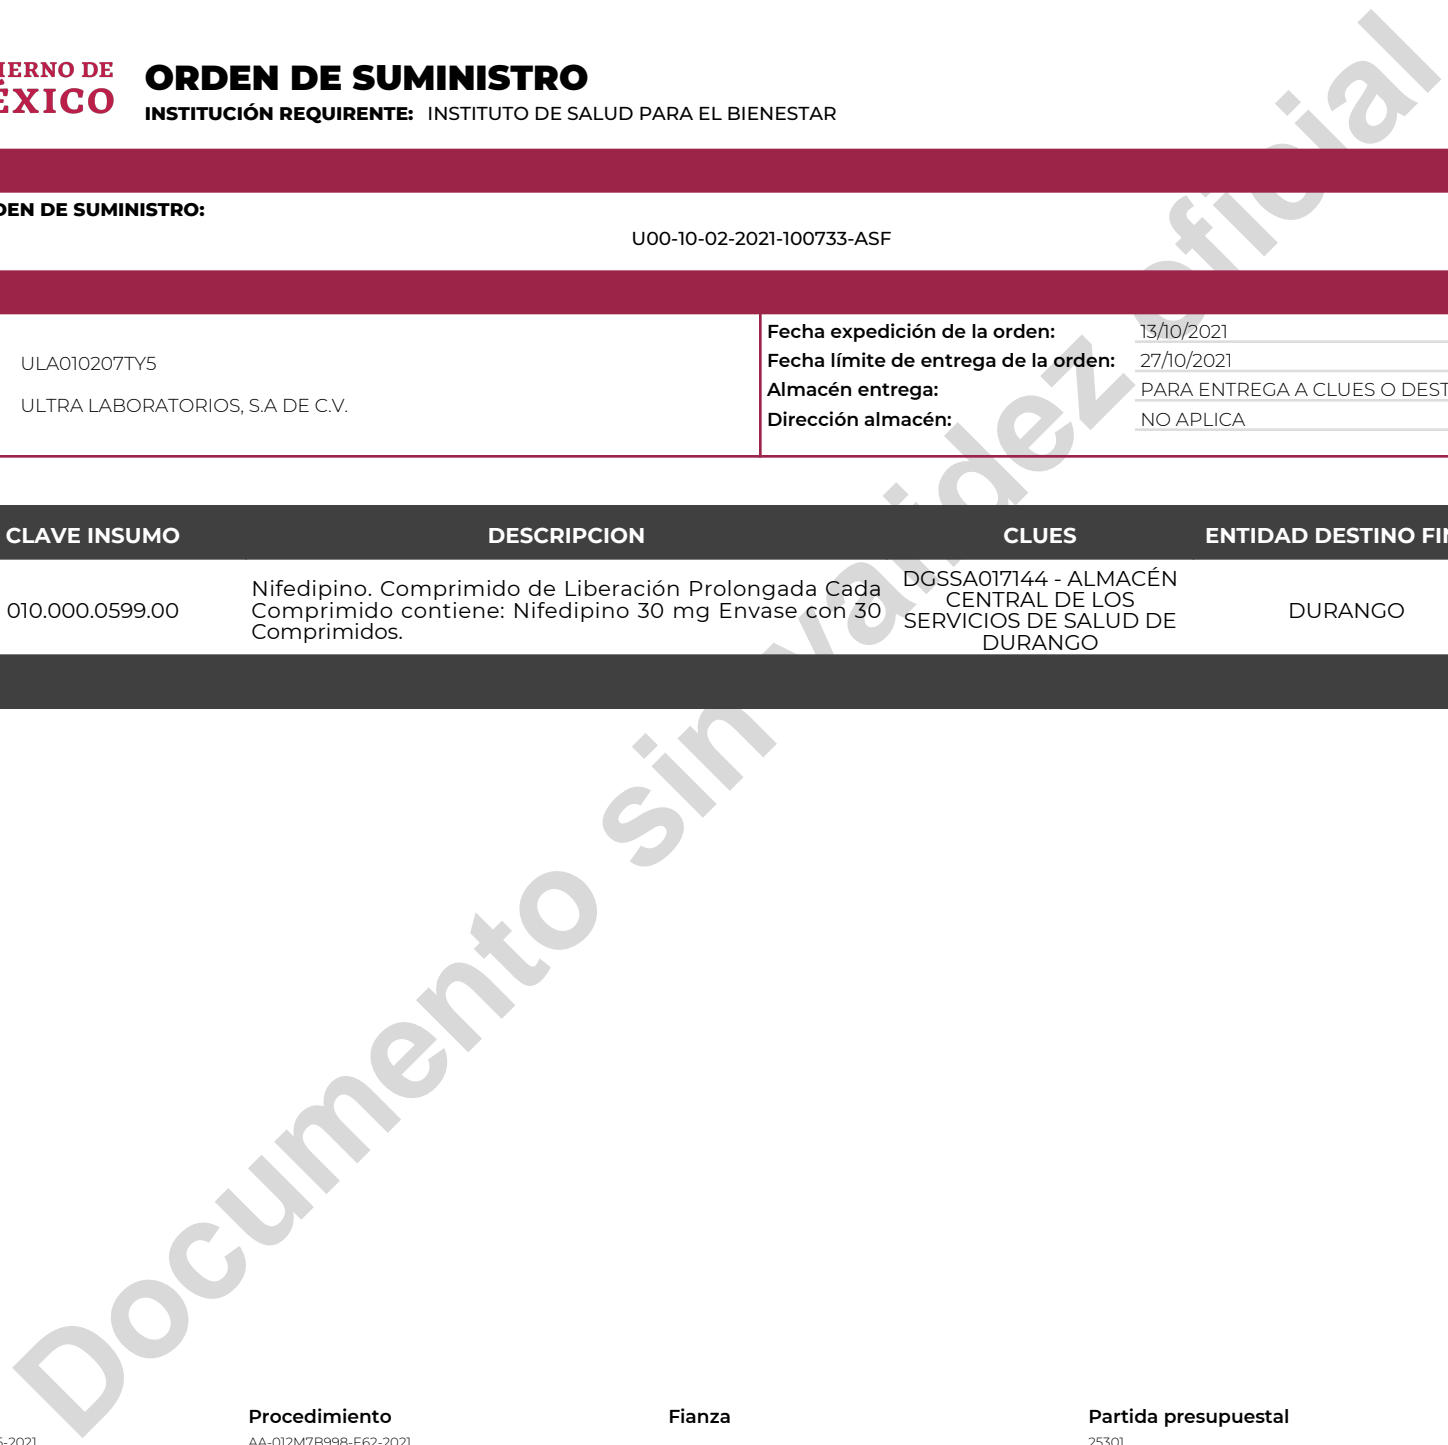 IERNO DE
ÉXICO
ORDEN DE SUMINISTRO
INSTITUCIÓN REQUIRENTE: INSTITUTO DE SALUD PARA EL BIENESTAR
DEN DE SUMINISTRO:
U00-10-02-2021-100733-ASF
ULA010207TY5
ULTRA LABORATORIOS, S.A DE C.V.
Fecha expedición de la orden: 13/10/2021
Fecha límite de entrega de la orden: 27/10/2021
Almacén entrega: PARA ENTREGA A CLUES O DEST
Dirección almacén: NO APLICA
CLAVE INSUMO DESCRIPCION CLUES ENTIDAD DESTINO FIN
010.000.0599.00
Nifedipino. Comprimido de Liberación Prolongada Cada
Comprimido contiene: Nifedipino 30 mg Envase con 30
Comprimidos.
DGSSA017144 - ALMACÉN
CENTRAL DE LOS
SERVICIOS DE SALUD DE
DURANGO
DURANGO
Documento sin validez oficial
Procedimiento Fianza Partida presupuestal
-2021 AA-012M7B998-E62-2021 25301